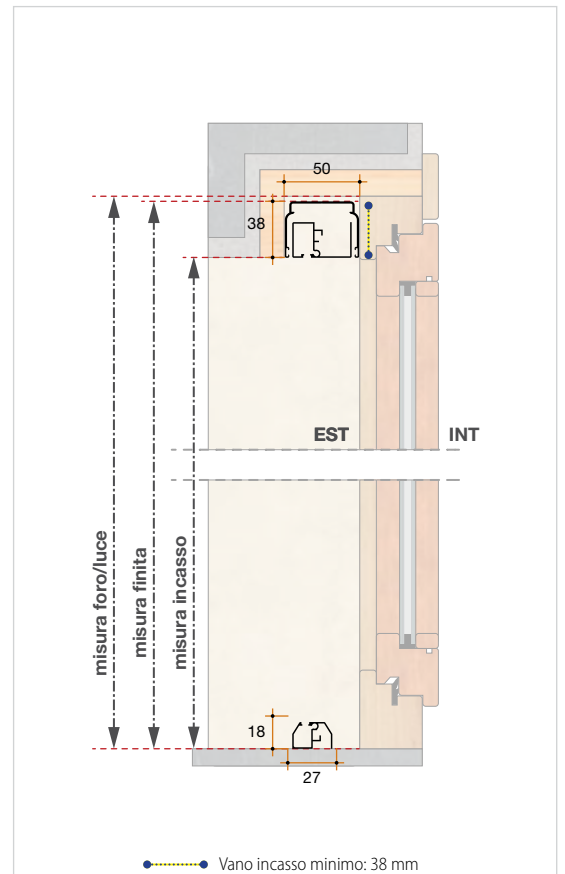 50
38
EST
INT
misura foro/luce
misura finita
misura incasso
18
27
Vano incasso minimo: 38 mm